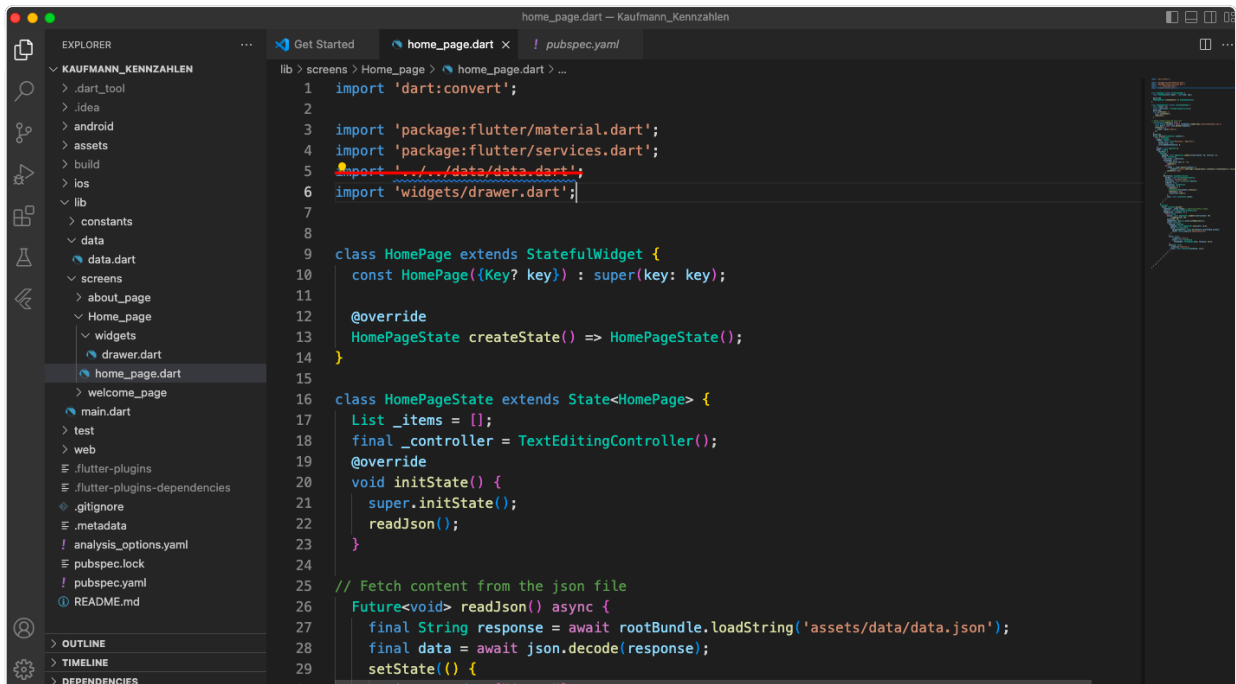 home_page.dart — Kaufmann_Kennzahlen
EXPLORER
Get Started
home_page.dart
! pubspec.yaml
KAUFMANN_KENNZAHLEN
.dart_tool
.idea
android
assets
build
ios
lib
constants
data
data.dart
screens
about_page
Home_page
widgets
drawer.dart
home_page.dart
welcome_page
main.dart
test
web
.flutter-plugins
.flutter-plugins-dependencies
.gitignore
.metadata
! analysis_options.yaml
pubspec.lock
! pubspec.yaml
README.md
OUTLINE
TIMELINE
DEPENDENCIES
lib > screens > Home_page > home_page.dart > ...
1 import 'dart:convert';
2
3 import 'package:flutter/material.dart';
4 import 'package:flutter/services.dart';
5 import '../../data/data.dart';
6 import 'widgets/drawer.dart';
7
8
9 class HomePage extends StatefulWidget {
10 const HomePage({Key? key}) : super(key: key);
11
12 @override
13 HomePageState createState() => HomePageState();
14 }
15
16 class HomePageState extends State<HomePage> {
17 List _items = [];
18 final _controller = TextEditingController();
19 @override
20 void initState() {
21 super.initState();
22 readJson();
23 }
24
25 // Fetch content from the json file
26 Future<void> readJson() async {
27 final String response = await rootBundle.loadString('assets/data/data.json');
28 final data = await json.decode(response);
29 setState(() {